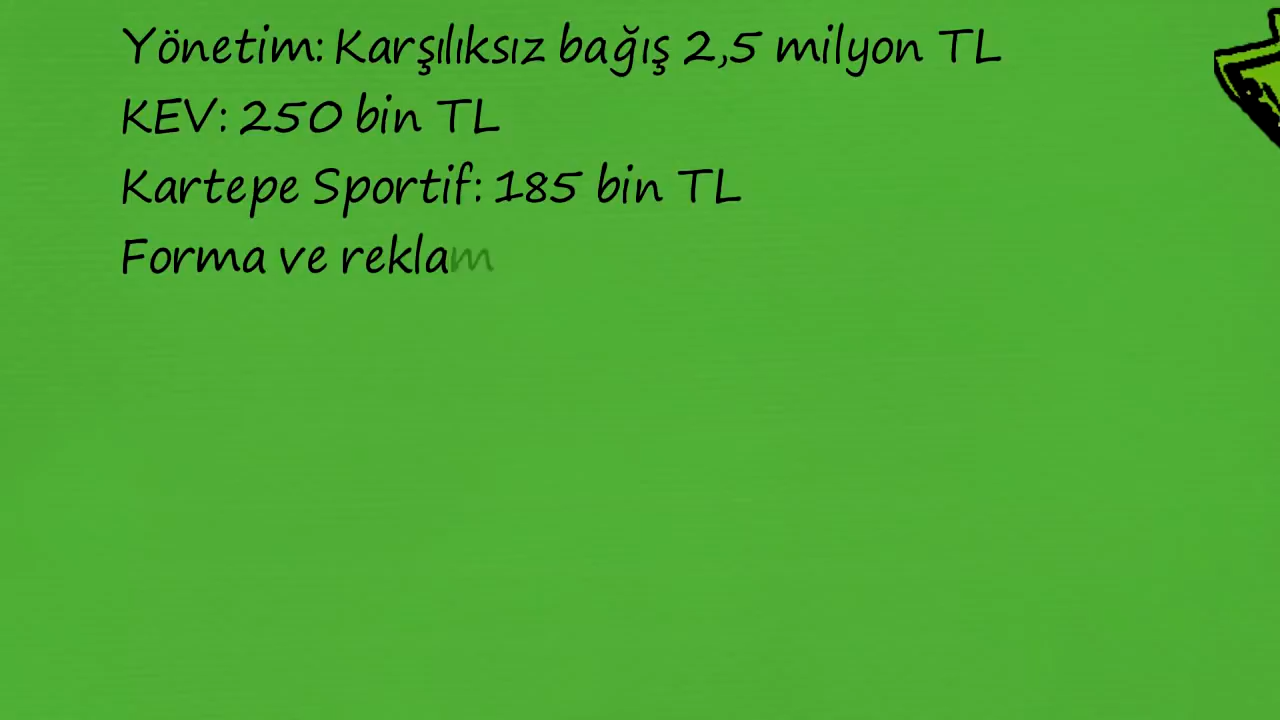 Yönetim: Karşılıksız bağış 2,5 milyon TL
KEV: 250 bin TL
Kartepe Sportif: 185 bin TL
Forma ve reklam